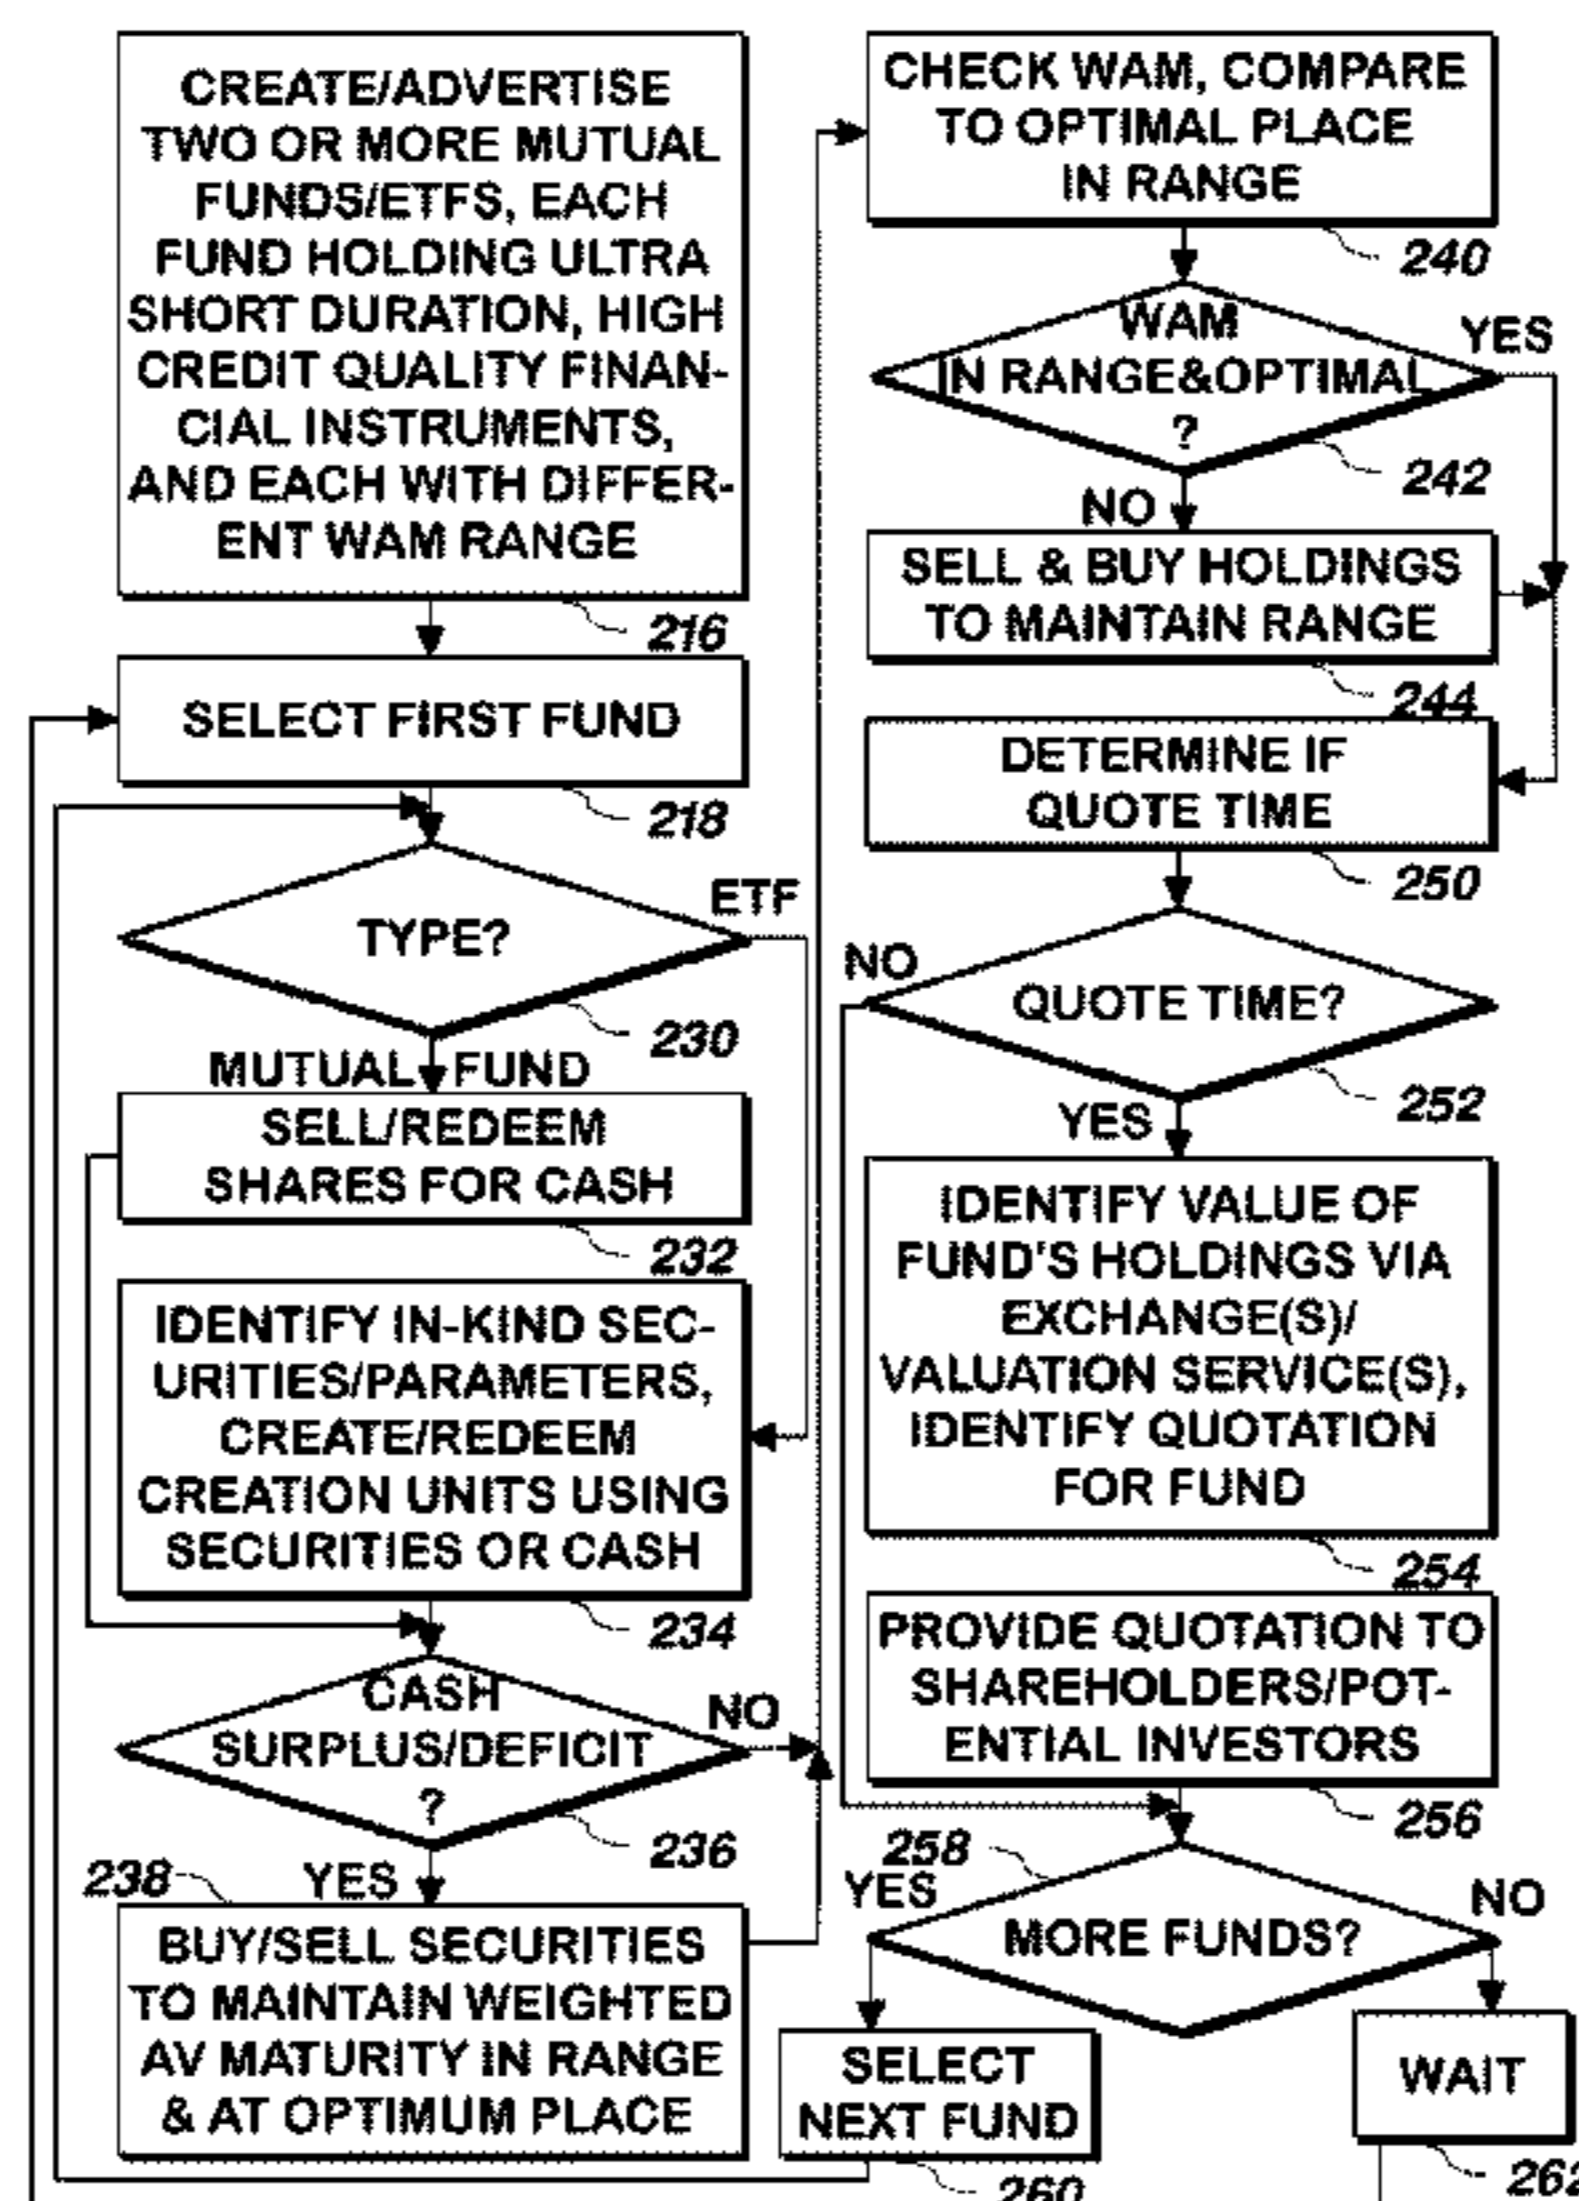 CREATE/ADVERTISE
TWO OR MORE MUTUAL
FUNDS/ETFS, EACH
FUND HOLDING ULTRA
SHORT DURATION, HIGH
CREDIT QUALITY FINAN-
CIAL INSTRUMENTS,
AND EACH WITH DIFFER-
ENT WAM RANGE
216
SELECT FIRST FUND
218
TYPE?
ETF
230
MUTUAL FUND
SELL/REDEEM
SHARES FOR CASH
232
IDENTIFY IN-KIND SEC-
URITIES/PARAMETERS,
CREATE/REDEEM
CREATION UNITS USING
SECURITIES OR CASH
234
CASH
SURPLUS/DEFICIT
?
NO
236
238
YES
BUY/SELL SECURITIES
TO MAINTAIN WEIGHTED
AV MATURITY IN RANGE
& AT OPTIMUM PLACE
CHECK WAM, COMPARE
TO OPTIMAL PLACE
IN RANGE
240
WAM
IN RANGE&OPTIMAL
?
YES
242
NO
SELL & BUY HOLDINGS
TO MAINTAIN RANGE
244
DETERMINE IF
QUOTE TIME
250
NO
QUOTE TIME?
252
YES
IDENTIFY VALUE OF
FUND'S HOLDINGS VIA
EXCHANGE(S)/
VALUATION SERVICE(S),
IDENTIFY QUOTATION
FOR FUND
254
PROVIDE QUOTATION TO
SHAREHOLDERS/POT-
ENTIAL INVESTORS
256
258
YES
MORE FUNDS?
NO
SELECT
NEXT FUND
260
WAIT
262